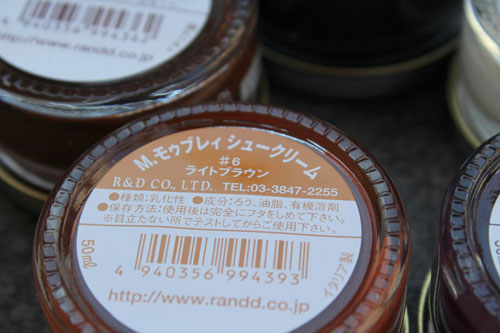 4 940356 994362
http://www.randd.co.jp
M.モゥブレィ シュークリーム
#6
ライトブラウン
R&D CO., LTD. TEL:03-3847-2255
●種類:乳化性 ●成分:ろう、油脂、有機溶剤
●保存方法:使用後は完全にフタをしめて下さい。
※目立たない所でテストしてからご使用下さい。
50ml
4 940356 994393
イタリア製
http://www.randd.co.jp